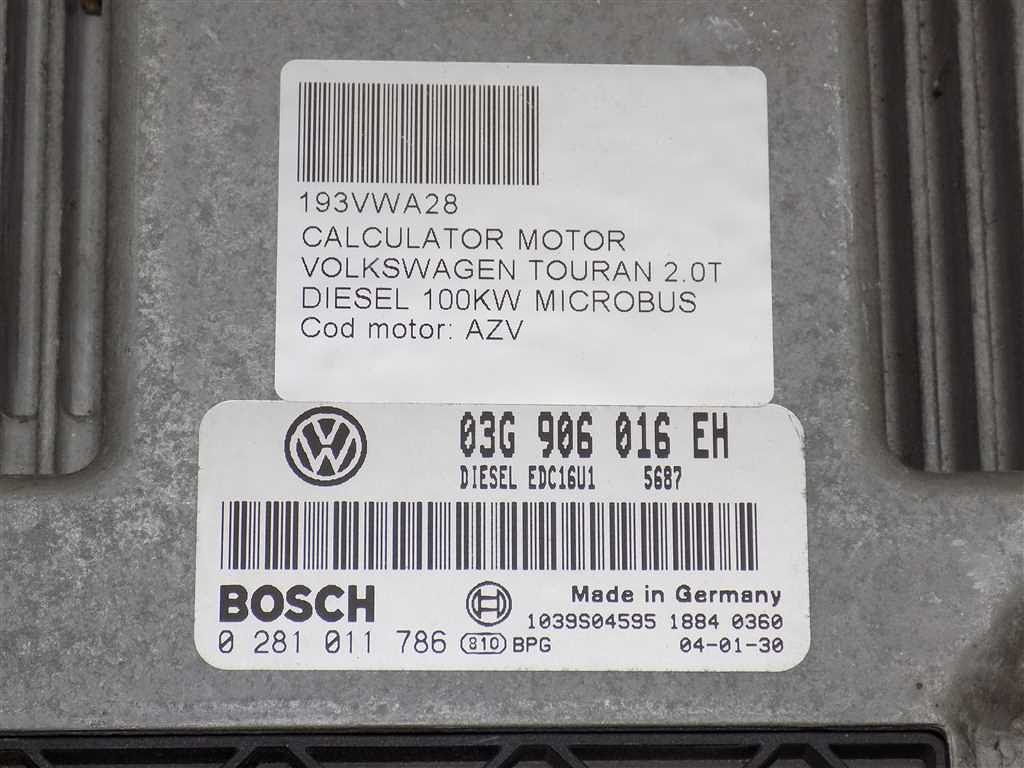 193VWA28
CALCULATOR MOTOR
VOLKSWAGEN TOURAN 2.0T
DIESEL 100KW MICROBUS
Cod motor: AZV
03G 906 016 EH
DIESEL EDC16U1 5687
BOSCH
Made in Germany
1039S04595 1884 0360
0 281 011 786 810 BPG 04-01-30